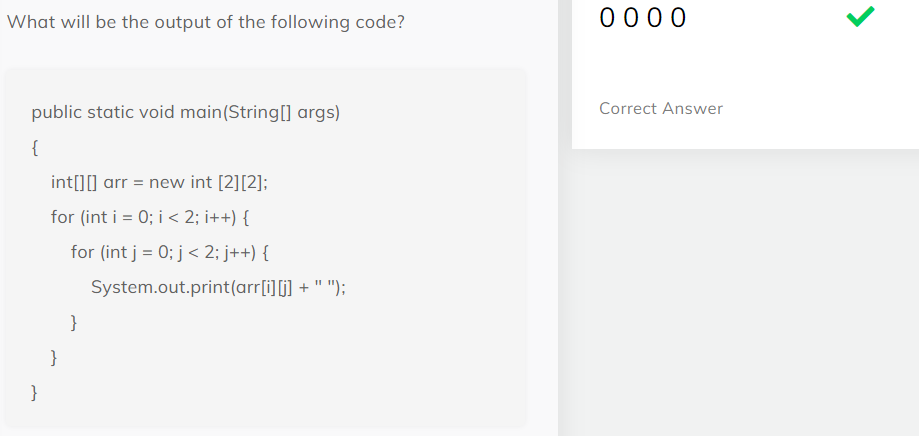 What will be the output of the following code?
public static void main(String[] args)
{
int[][] arr = new int [2][2];
for (int i = 0; i < 2; i++) {
for (int j = 0; j < 2; j++) {
System.out.print(arr[i][j] + " ");
}
}
}
0 0 0 0
Correct Answer